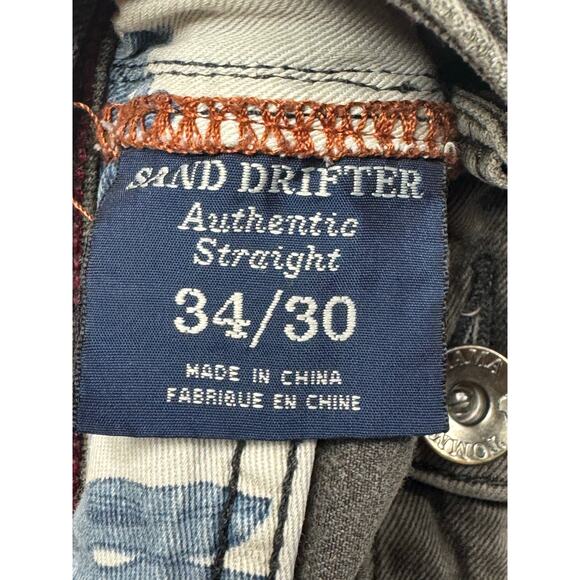 SAND DRIFTER
Authentic
Straight
34/30
MADE IN CHINA
FABRIQUE EN CHINE